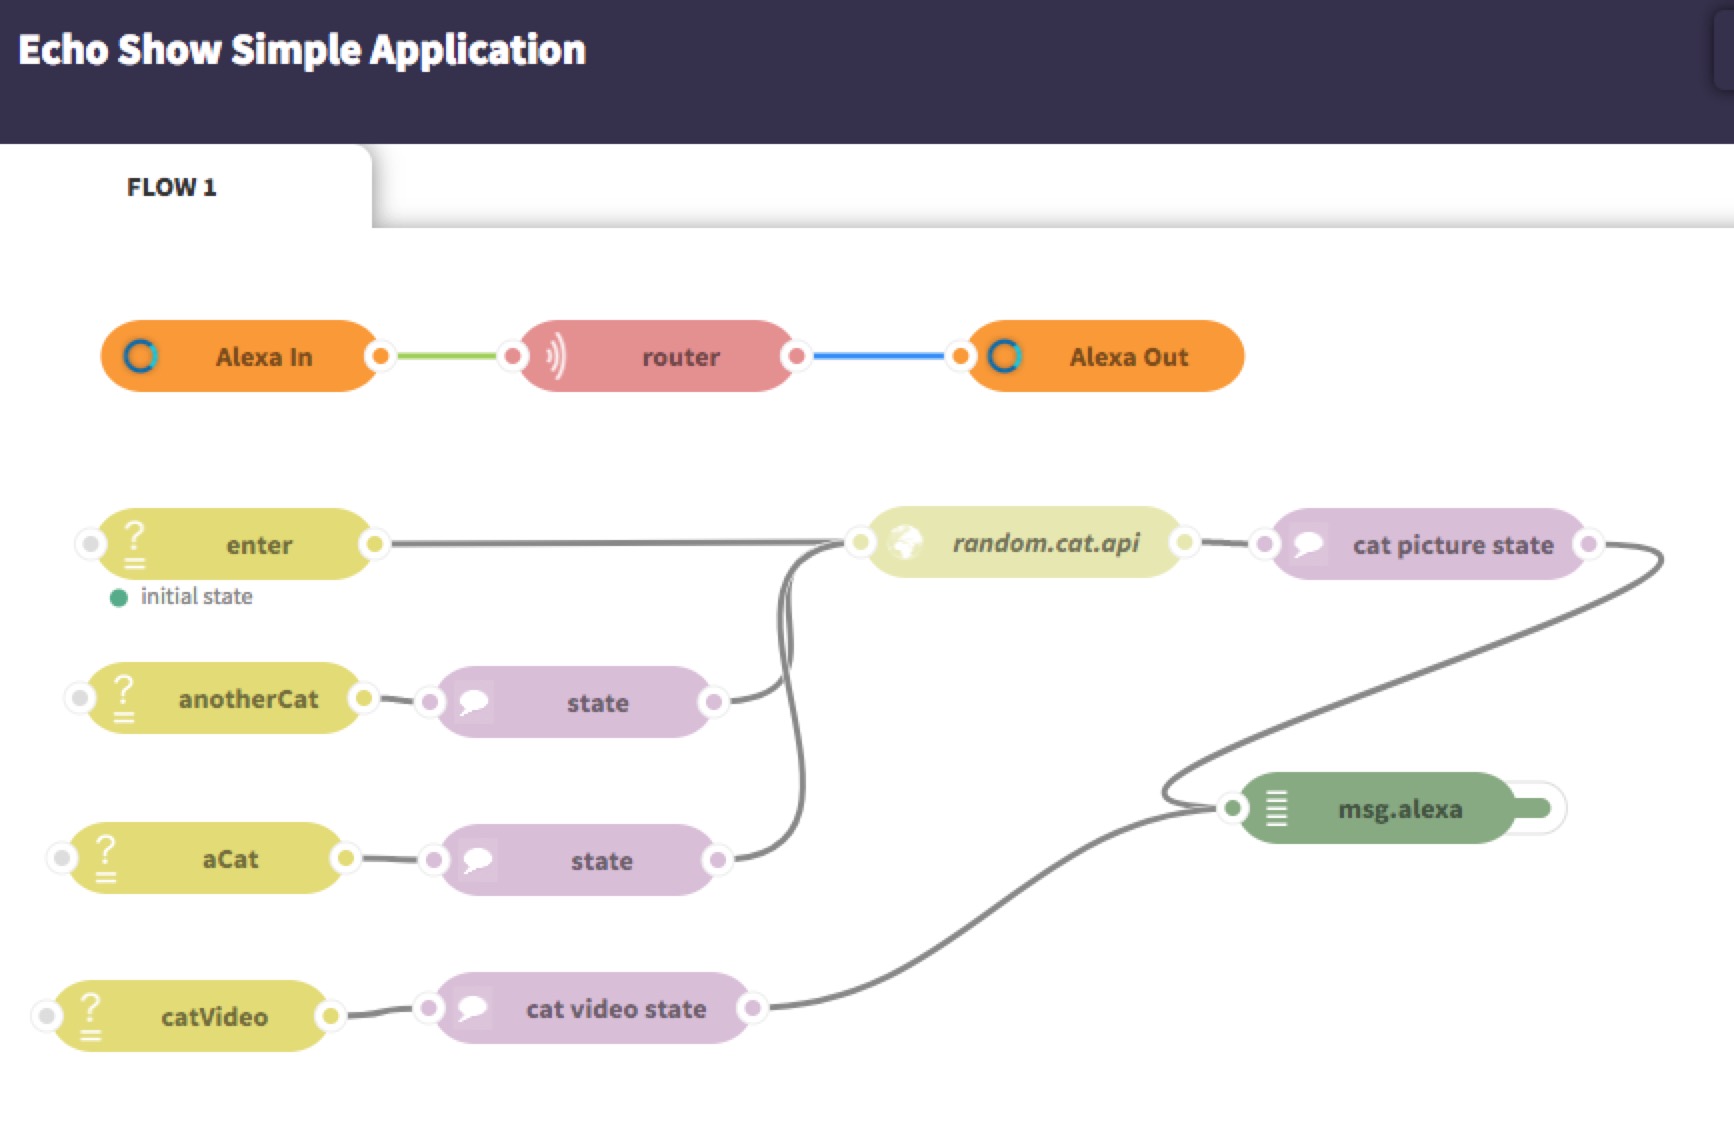 Echo Show Simple Application
FLOW 1
Alexa In
router
Alexa Out
enter
random.cat.api
cat picture state
initial state
anotherCat
state
msg.alexa
aCat
state
catVideo
cat video state